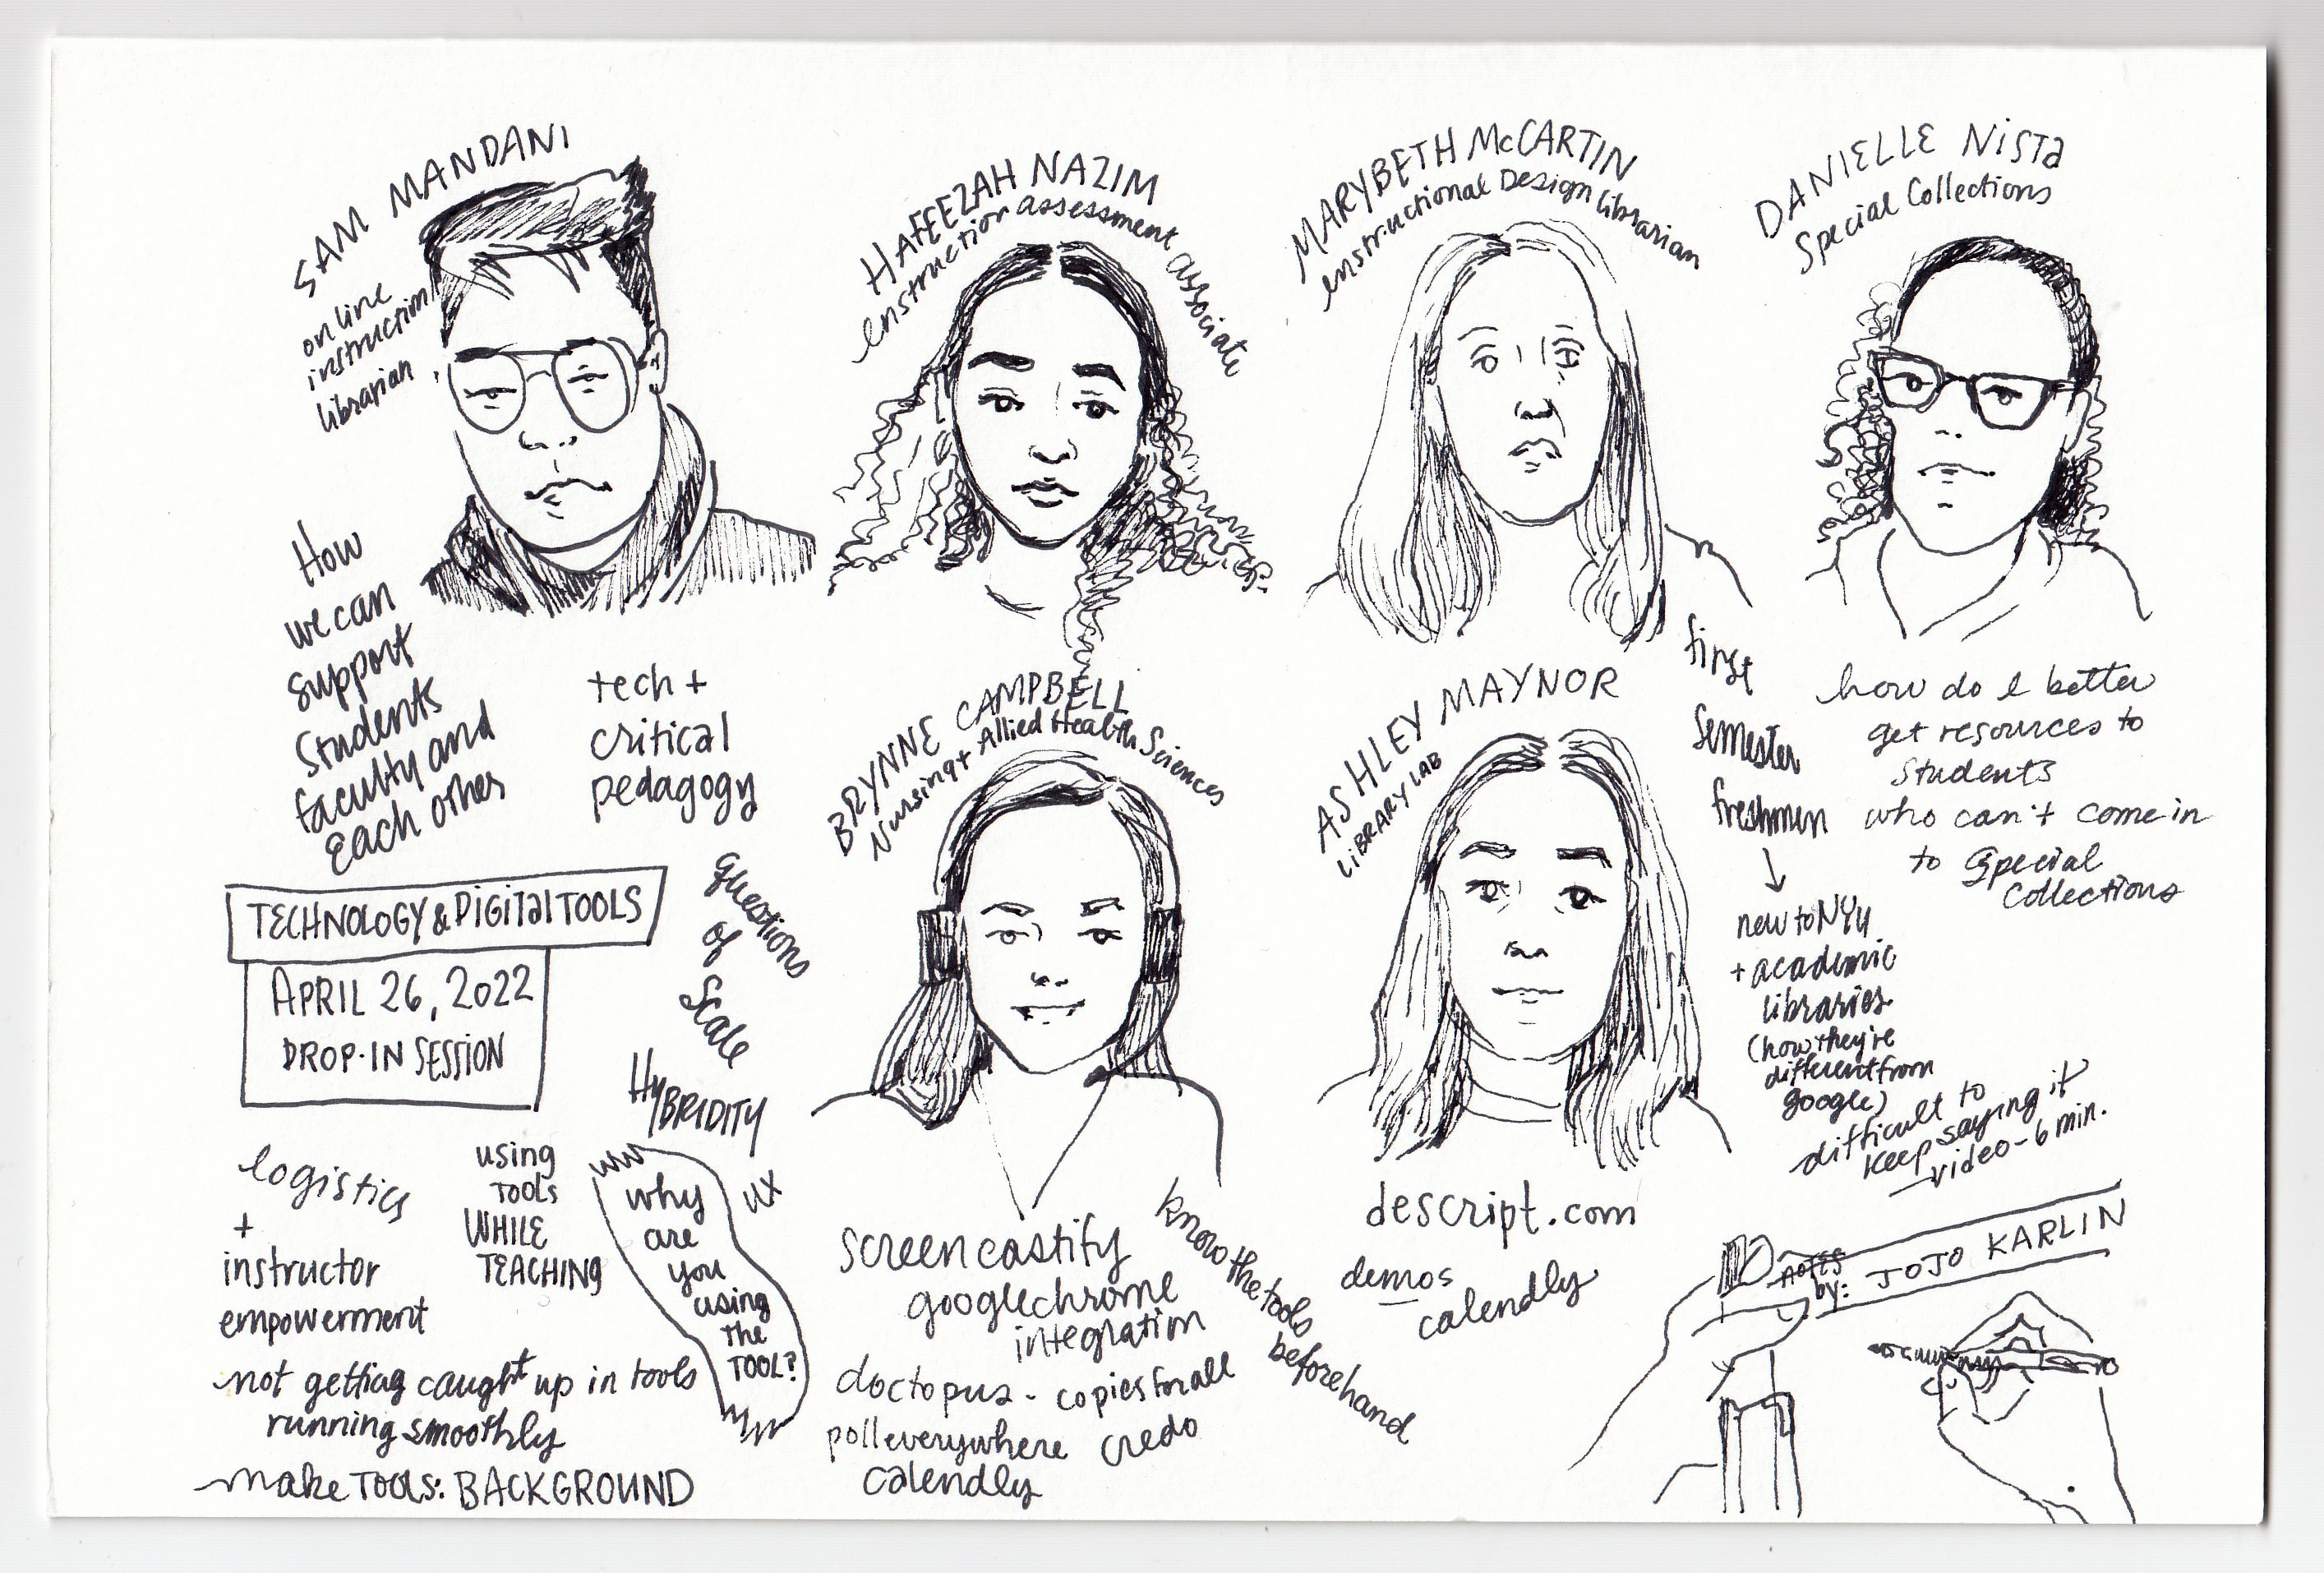 SAM MANDANI
online
instruction
librarian
HAFEEZAH NAZIM
Instruction assessment associate
MARYBETH McCARTIN
Instructional Design Librarian
DANIELLE NISTA
Special Collections
How
we can
support
Students
faculty and
Each other
tech +
critical
pedagogy
BRYNNE CAMPBELL
Nursing + Allied Health Sciences
ASHLEY MAYNOR
LIBRARY LAB
first
semester
freshmen
new to NYU
+ academic
libraries
(how they're
different from
google)
difficult to
keep saying it
video - 6 min.
how do I better
get resources to
students
who can't come in
to Special
Collections
TECHNOLOGY & DIGITAL TOOLS
APRIL 26, 2022
DROP-IN SESSION
questions
of
Scale
HYBRIDITY
UX
logistics
+
instructor
empowerment
using
TOOLS
WHILE
TEACHING
why
are
you
using
the
TOOL?
not getting caught up in tools
running smoothly
make TOOLS: BACKGROUND
screencastify
google chrome
integration
doctopus - copies for all
polleverywhere credo
calendly
know the tools
beforehand
descript.com
demos
calendly
NOTES
by: JOJO KARLIN